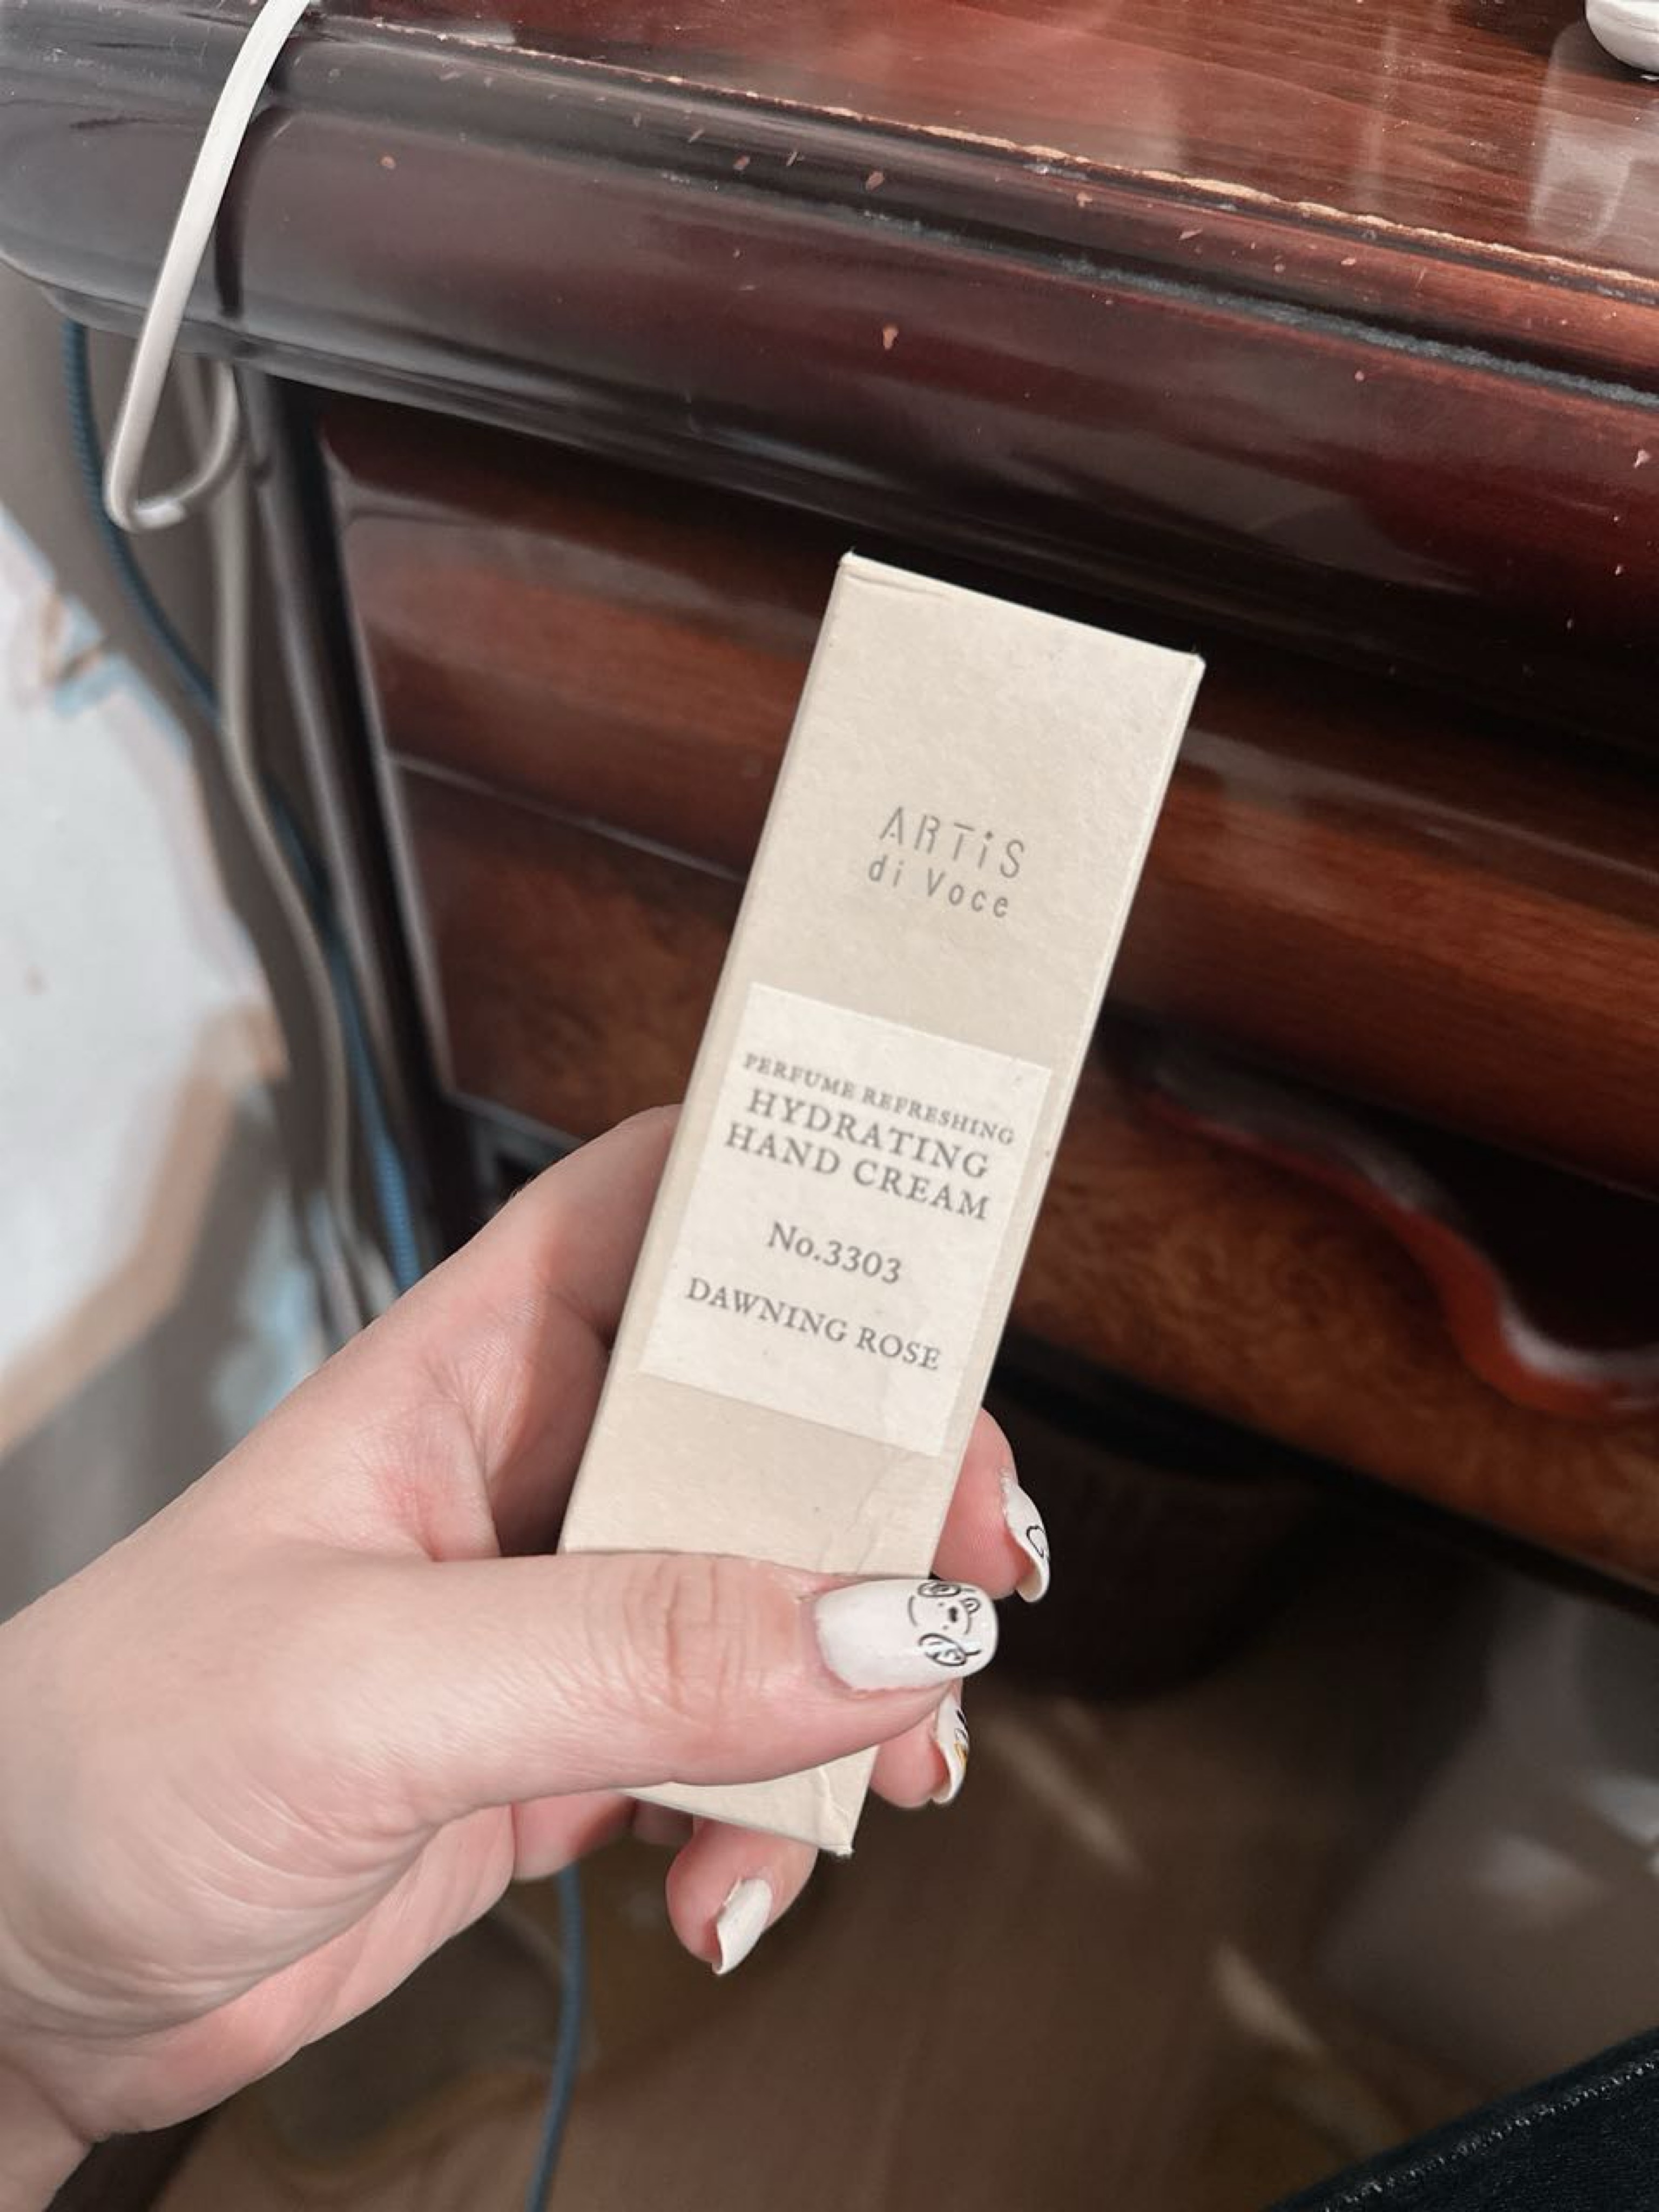 ARTiS
di Voce
PERFUME REFRESHING
HYDRATING
HAND CREAM
No.3303
DAWNING ROSE